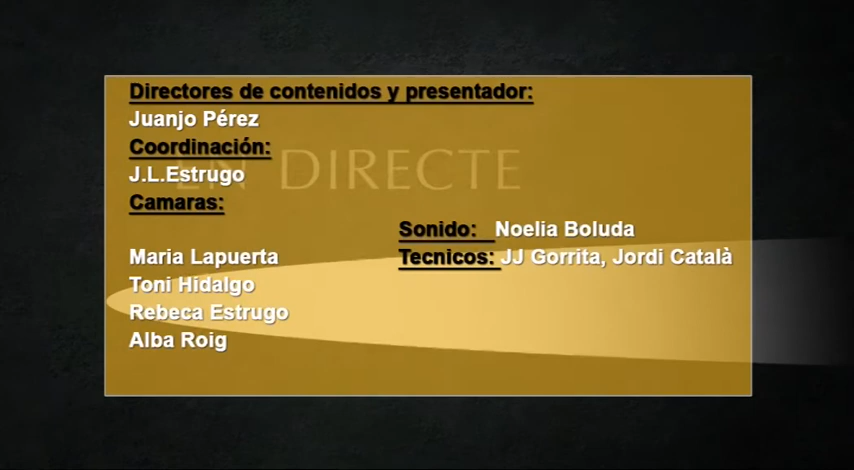 Directores de contenidos y presentador:
Juanjo Pérez
Coordinación:
EN DIRECTE
J.L.Estrugo
Camaras:
Sonido: Noelia Boluda
Maria Lapuerta
Tecnicos: JJ Gorrita, Jordi Català
Toni Hidalgo
Rebeca Estrugo
Alba Roig